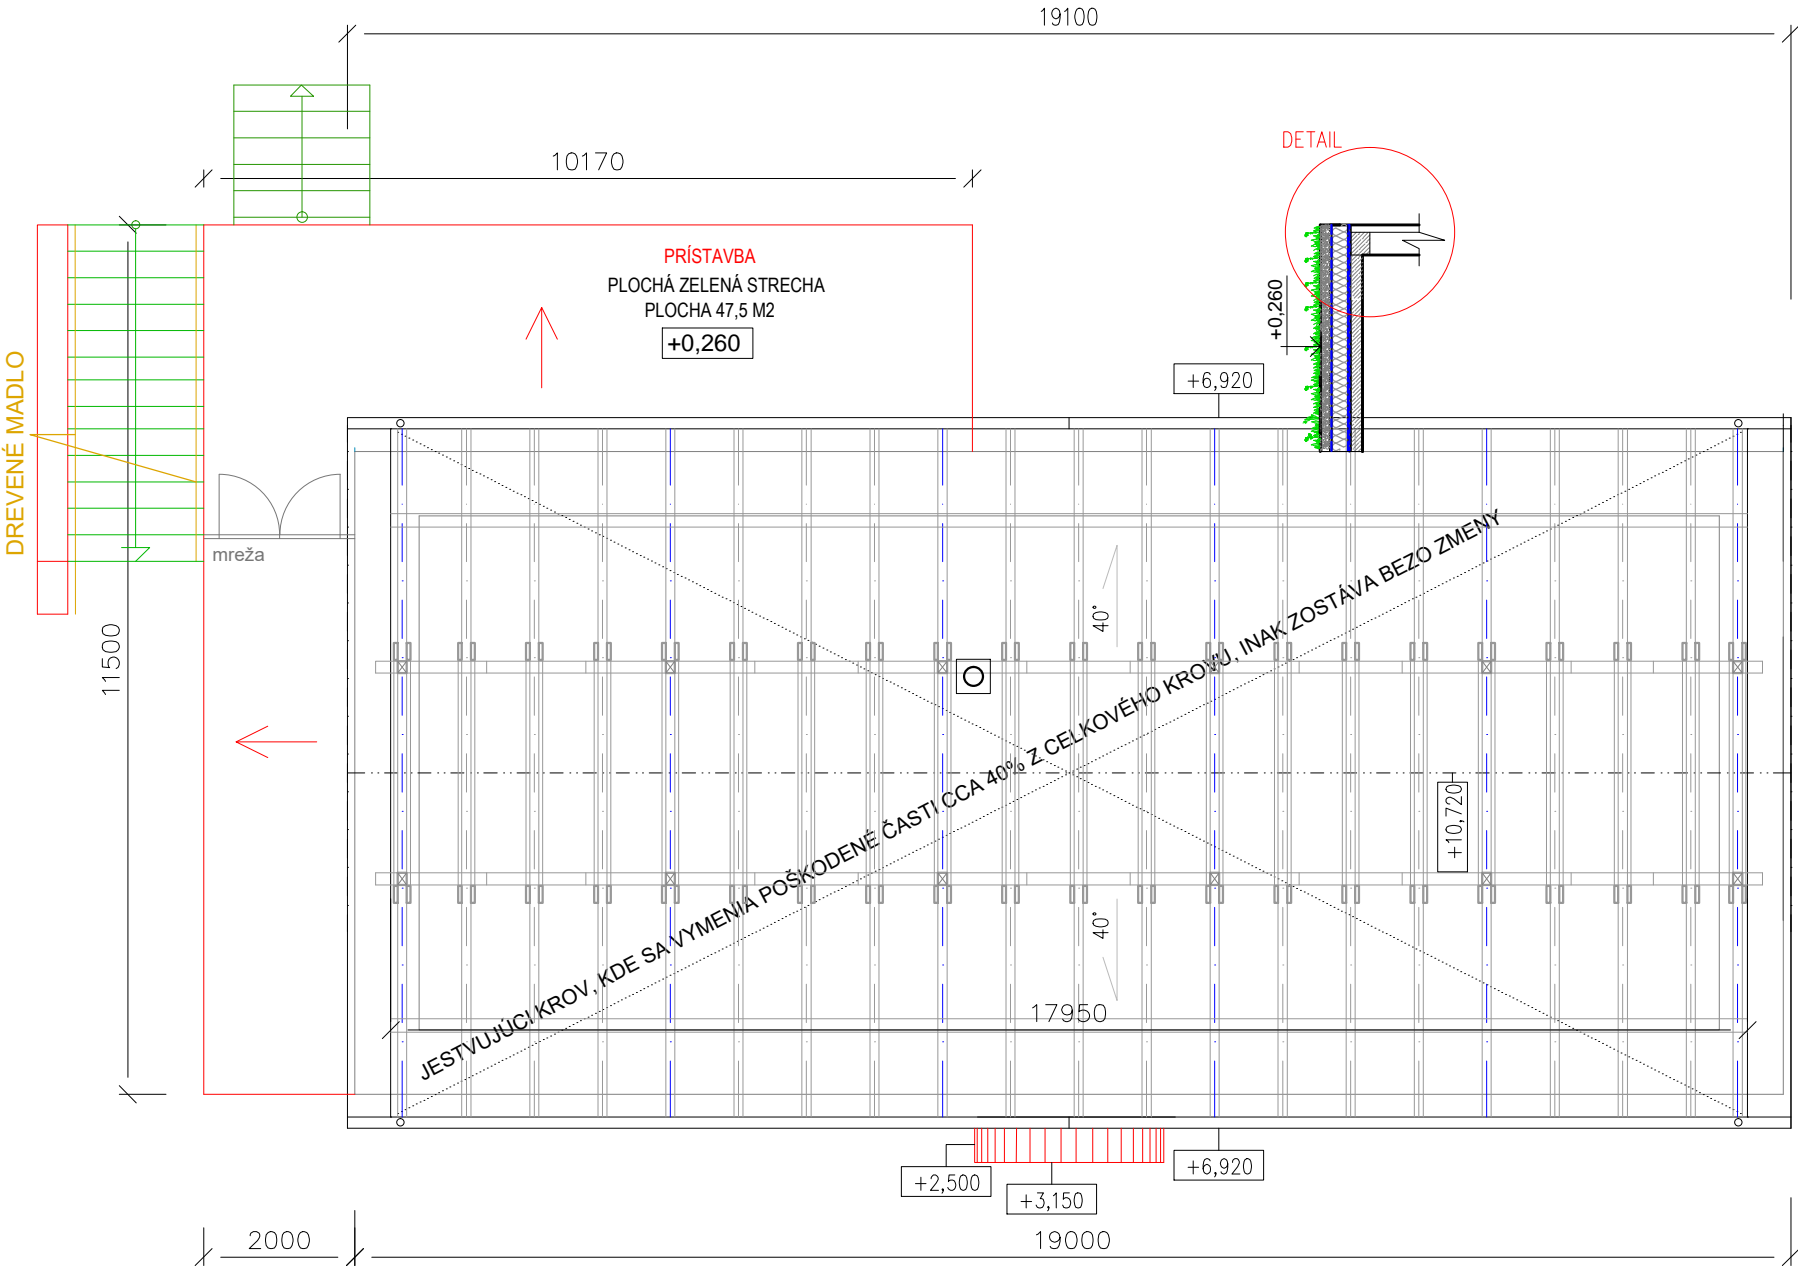 19100
10170
DETAIL
PRÍSTAVBA
PLOCHÁ ZELENÁ STRECHA
PLOCHA 47,5 M2
+0,260
+0,260
+6,920
DREVENÉ MADLO
mreža
11500
40°
JESTVUJÚCI KROV, KDE SA VYMENIA POŠKODENÉ ČASTI CCA 40% Z CELKOVÉHO KROVU, INAK ZOSTÁVA BEZO ZMENY
+10,720
40°
17950
+2,500
+3,150
+6,920
2000
19000